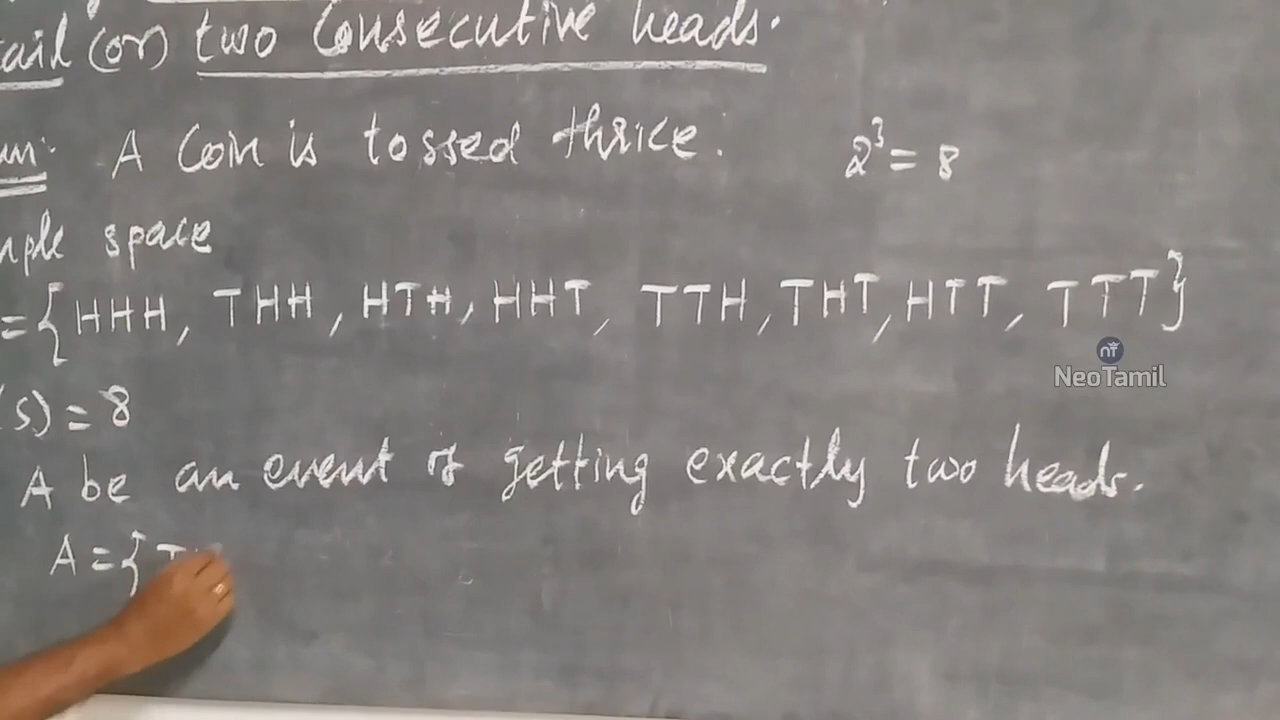 tail (or) two Consecutive heads.
A Coin is tossed thrice. 2³ = 8
space
= { HHH, THH, HTH, HHT, TTH, THT, HTT, TTT }
NeoTamil
(S) = 8
A be an event of getting exactly two heads.
A = { T